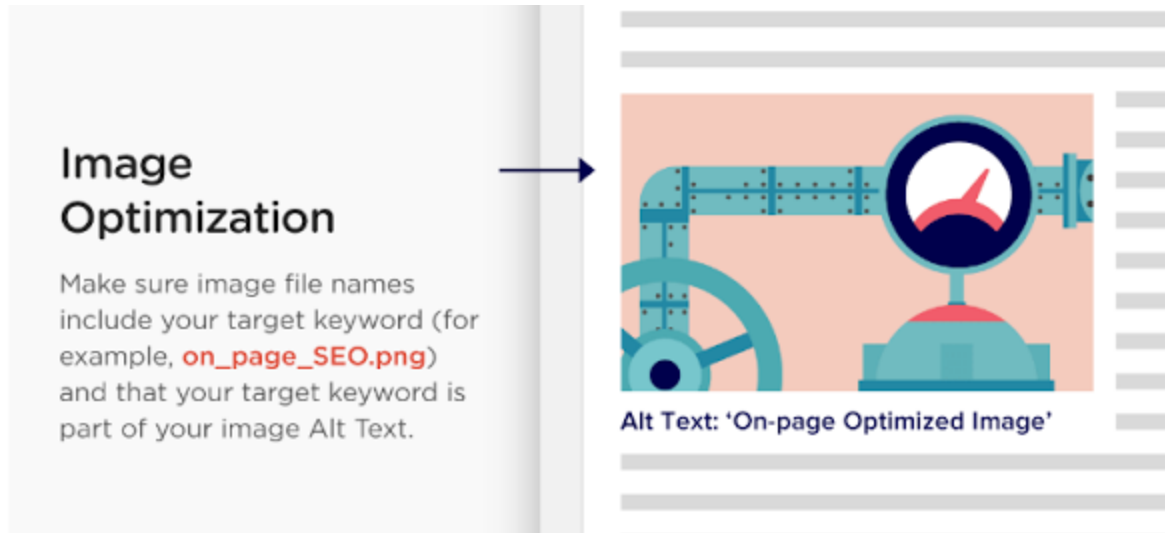 Image
Optimization
Make sure image file names
include your target keyword (for
example, on_page_SEO.png)
and that your target keyword is
part of your image Alt Text.
Alt Text: ‘On-page Optimized Image’